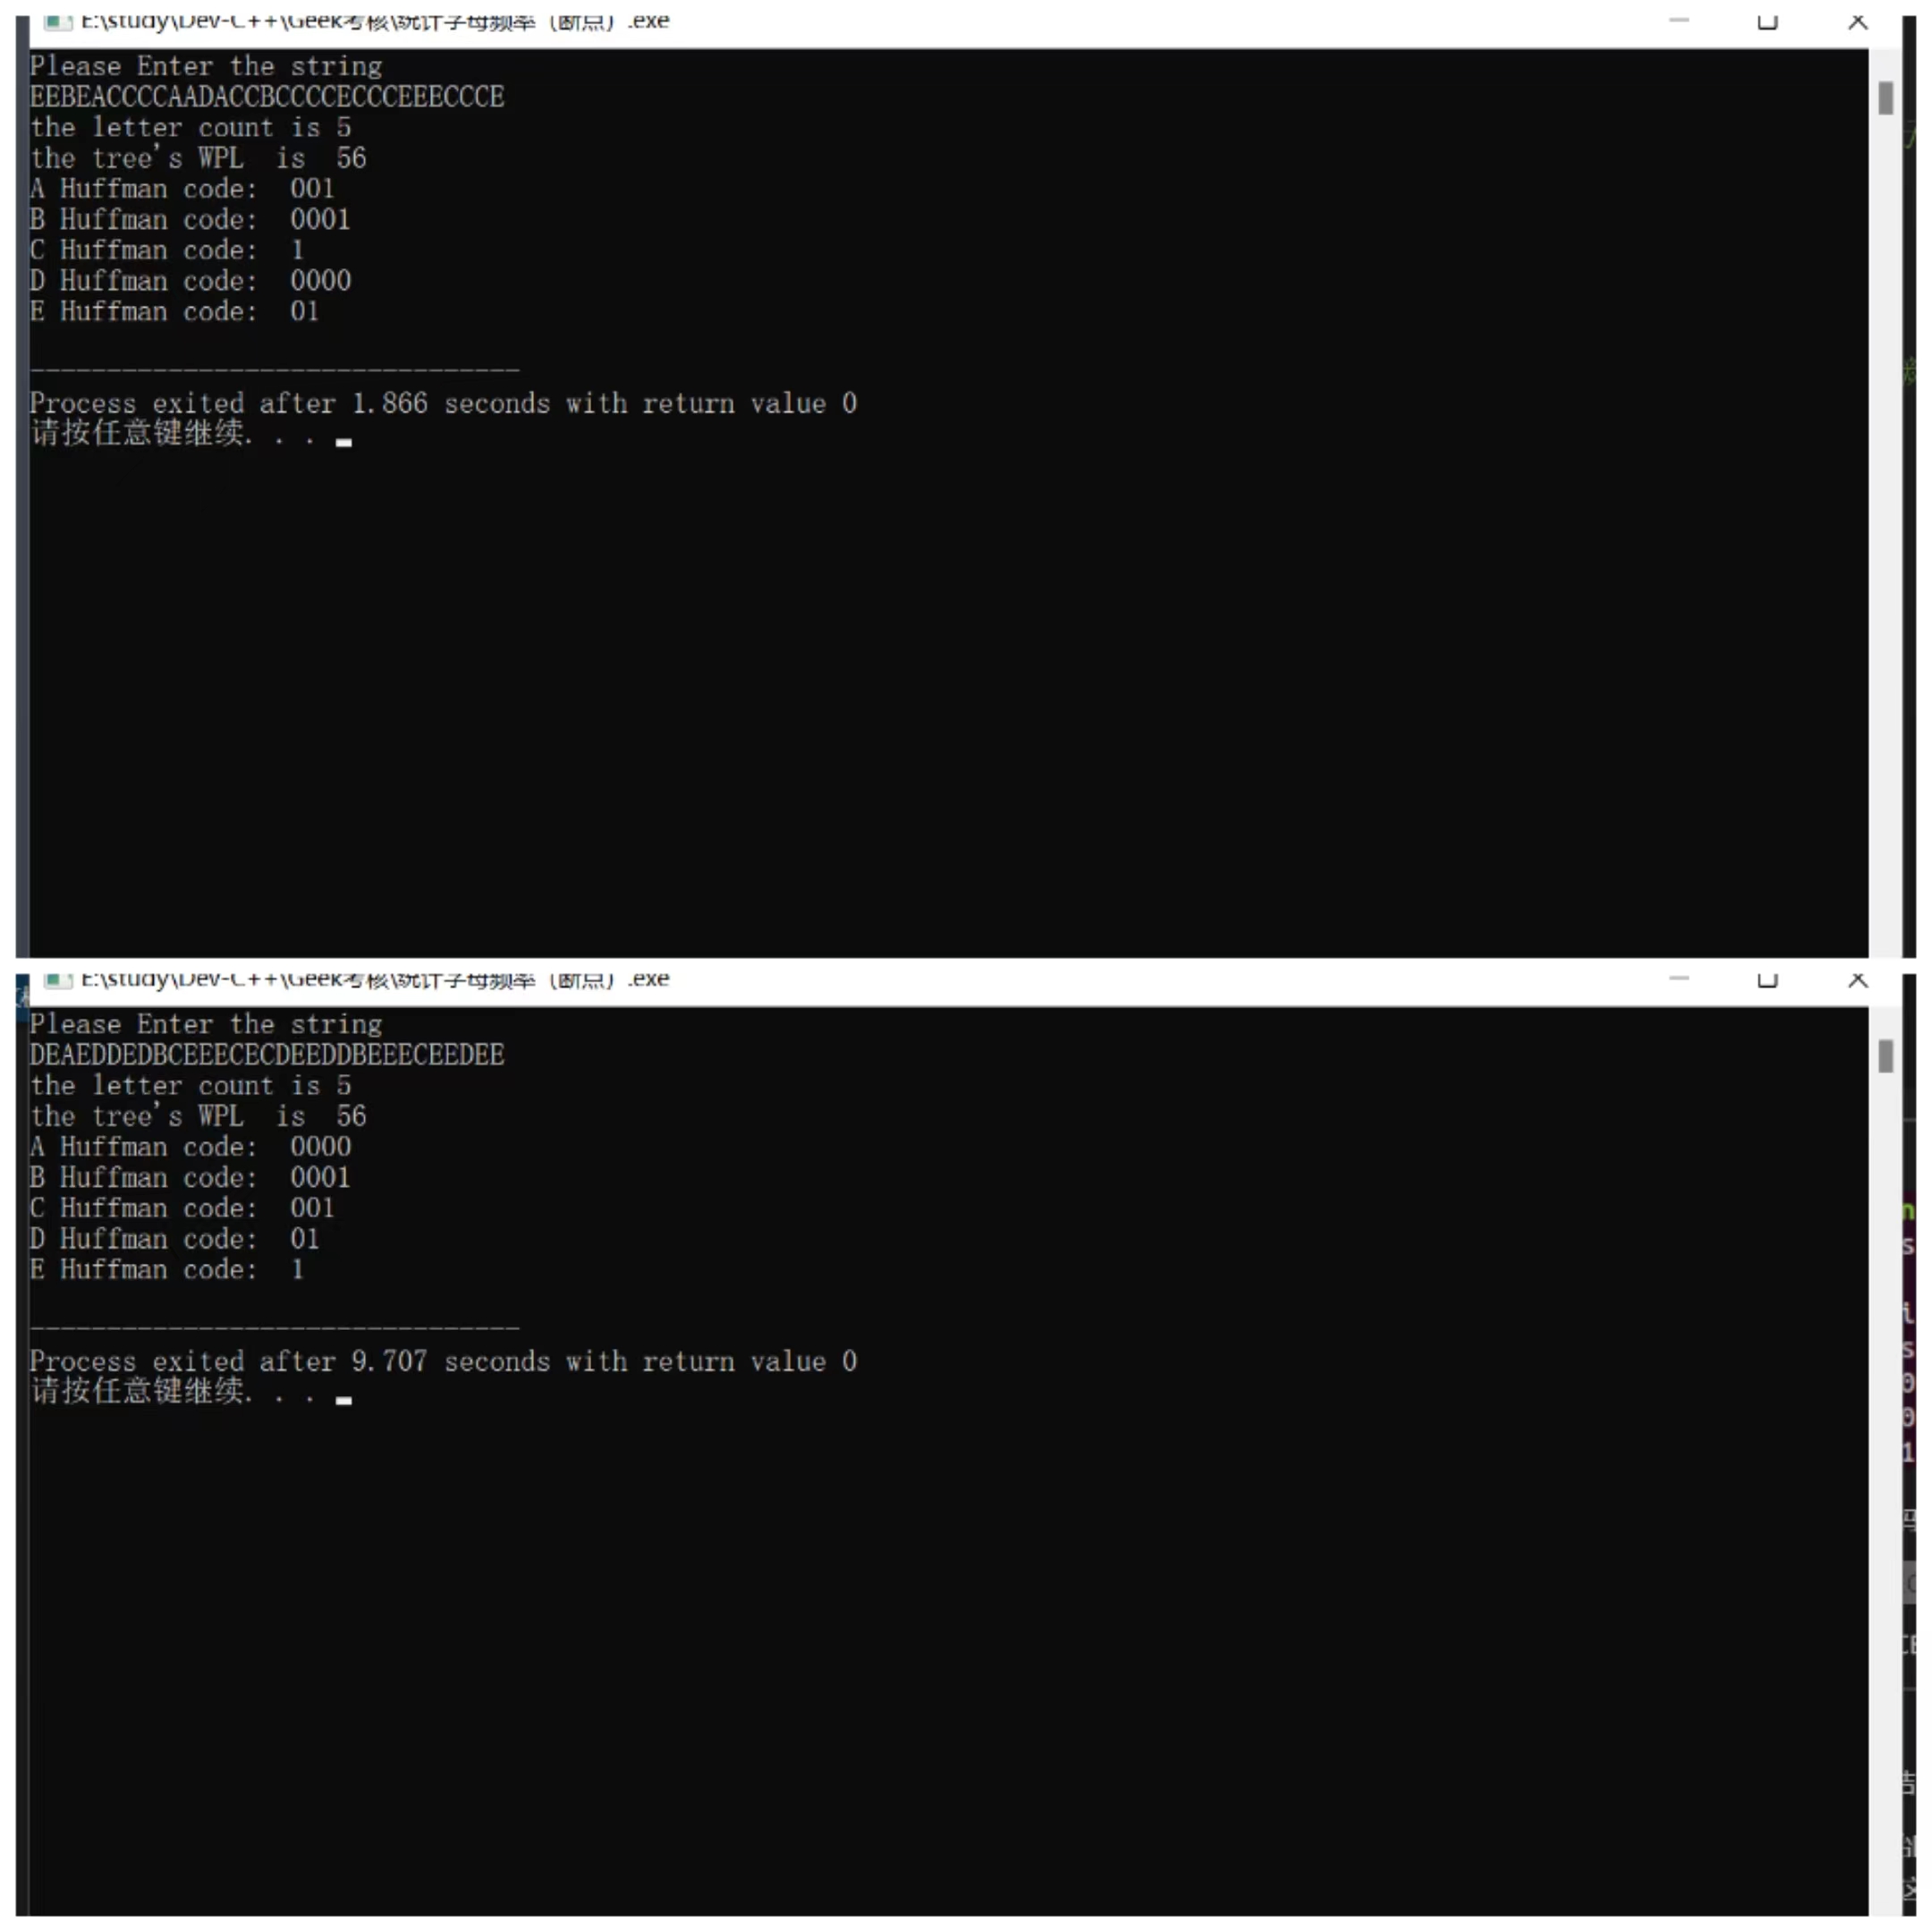 E:\study\Dev-C++\Geek考核\统计字母频率（断点）.exe
Please Enter the string
EEBEACCCCAADACCBCCCCECCCEEECCCE
the letter count is 5
the tree's WPL  is  56
A Huffman code:  001
B Huffman code:  0001
C Huffman code:  1
D Huffman code:  0000
E Huffman code:  01
--------------------------------
Process exited after 1.866 seconds with return value 0
请按任意键继续. . .
E:\study\Dev-C++\Geek考核\统计字母频率（断点）.exe
Please Enter the string
DEAEDDEDBCEEECECDEEDDBEEECEEDEE
the letter count is 5
the tree's WPL  is  56
A Huffman code:  0000
B Huffman code:  0001
C Huffman code:  001
D Huffman code:  01
E Huffman code:  1
--------------------------------
Process exited after 9.707 seconds with return value 0
请按任意键继续. . .